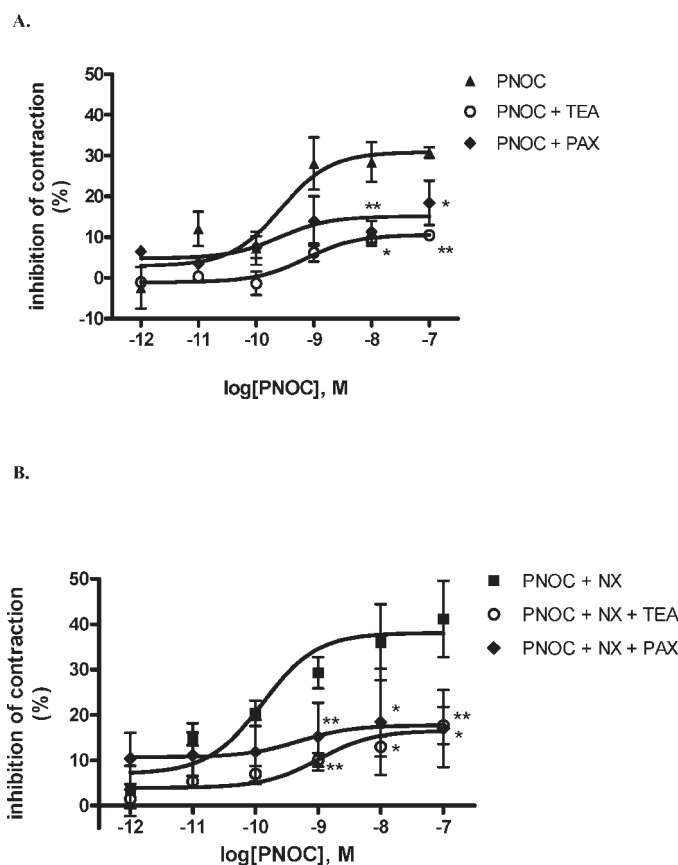 A.
50
40
30
20
10
0
-10
inhibition of contraction
(%)
PNOC
PNOC + TEA
PNOC + PAX
**
*
*
**
-12 -11 -10 -9 -8 -7
log[PNOC], M
B.
50
40
30
20
10
0
inhibition of contraction
(%)
PNOC + NX
PNOC + NX + TEA
PNOC + NX + PAX
**
*
**
*
**
*
-12 -11 -10 -9 -8 -7
log[PNOC], M